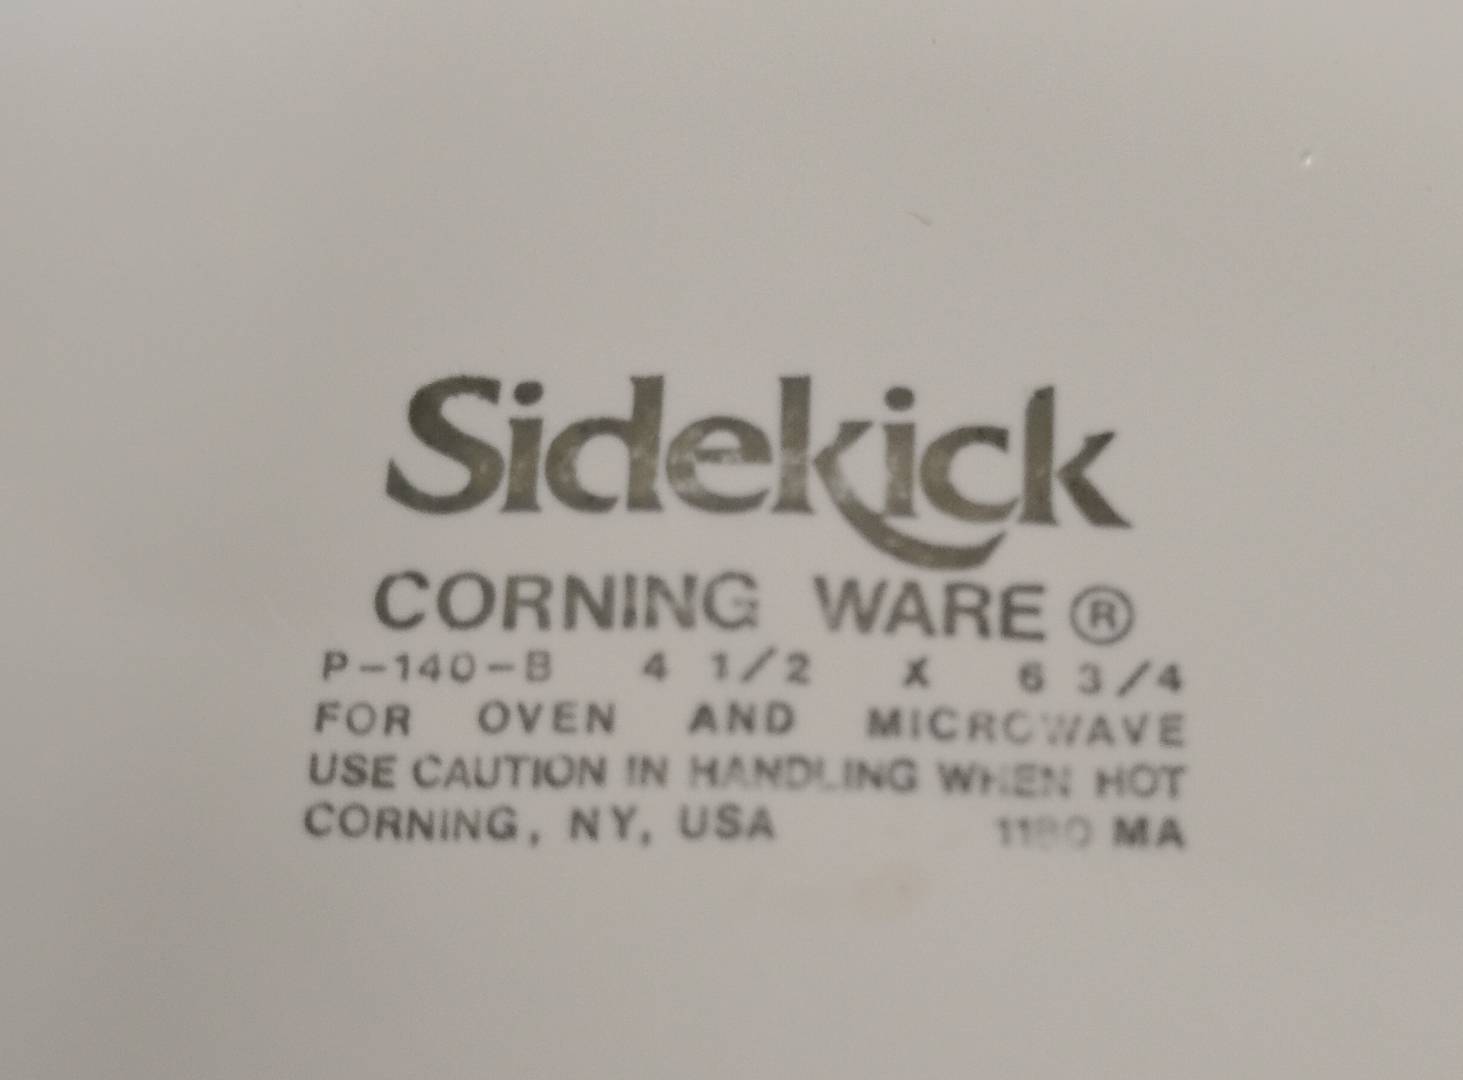 Sidekick
CORNING WARE ®
P-140-B 4 1/2 X 6 3/4
FOR OVEN AND MICROWAVE
USE CAUTION IN HANDLING WHEN HOT
CORNING, NY, USA MA